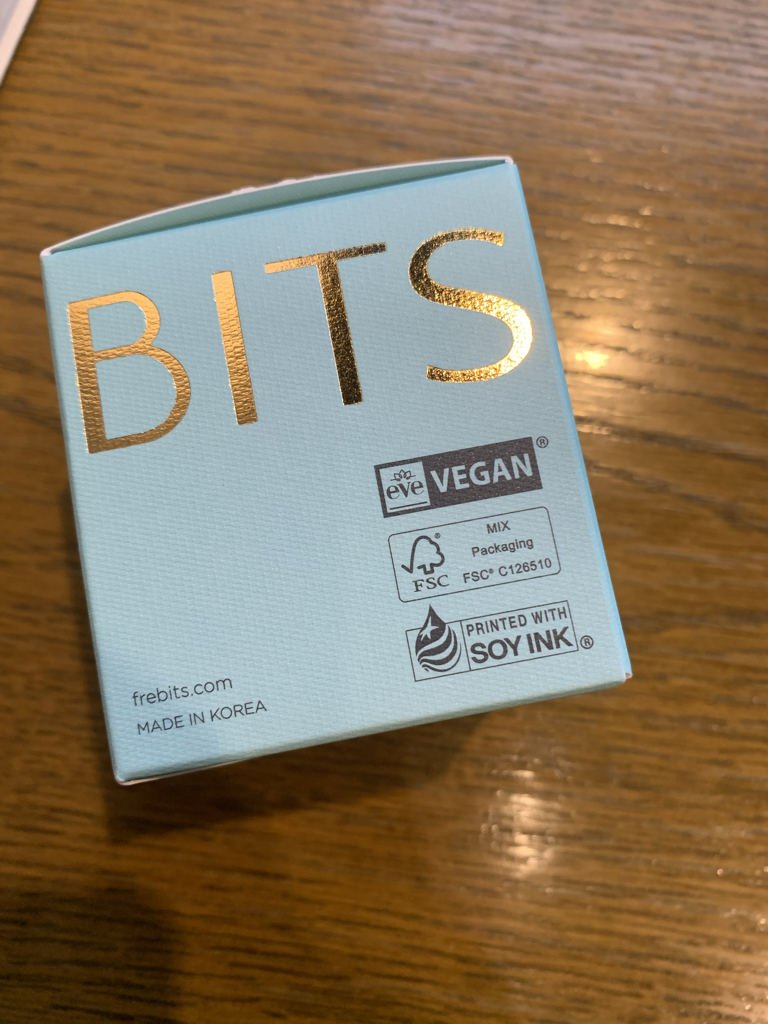 BITS
eve VEGAN®
FSC®
MIX
Packaging
FSC® C126510
PRINTED WITH
SOY INK®
frebits.com
MADE IN KOREA